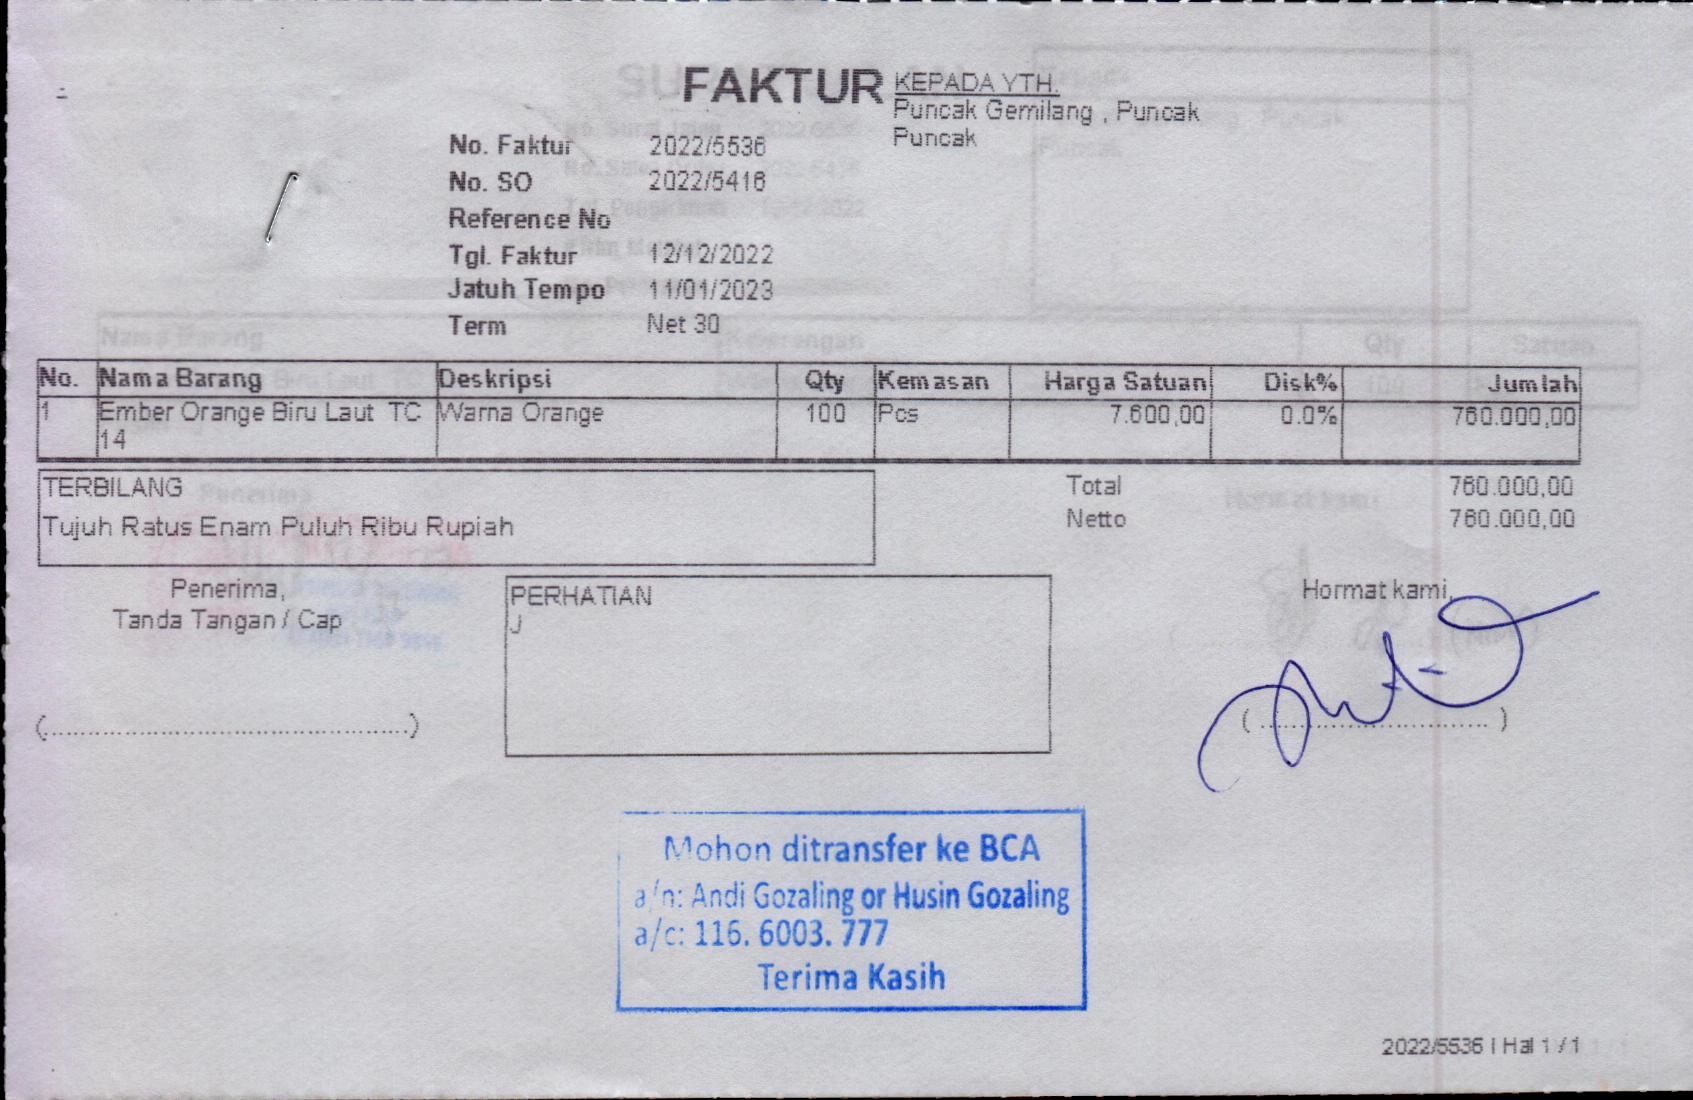 FAKTUR
KEPADA YTH.
Puncak Gemilang , Puncak
Puncak
No. Faktur 2022/5536
No. SO 2022/5416
Reference No
Tgl. Faktur 12/12/2022
Jatuh Tempo 11/01/2023
Term Net 30
No. Nama Barang Deskripsi Qty Kemasan Harga Satuan Disk% Jumlah
1 Ember Orange Biru Laut TC Warna Orange 100 Pcs 7.600,00 0.0% 760.000,00
14
TERBILANG
Tujuh Ratus Enam Puluh Ribu Rupiah
Total 760.000,00
Netto 760.000,00
Penerima,
Tanda Tangan / Cap
(..........................................)
PERHATIAN
J
Hormat kami,
(..............................)
Mohon ditransfer ke BCA
a/n: Andi Gozaling or Husin Gozaling
a/c: 116. 6003. 777
Terima Kasih
2022/5536 | Hal 1 / 1